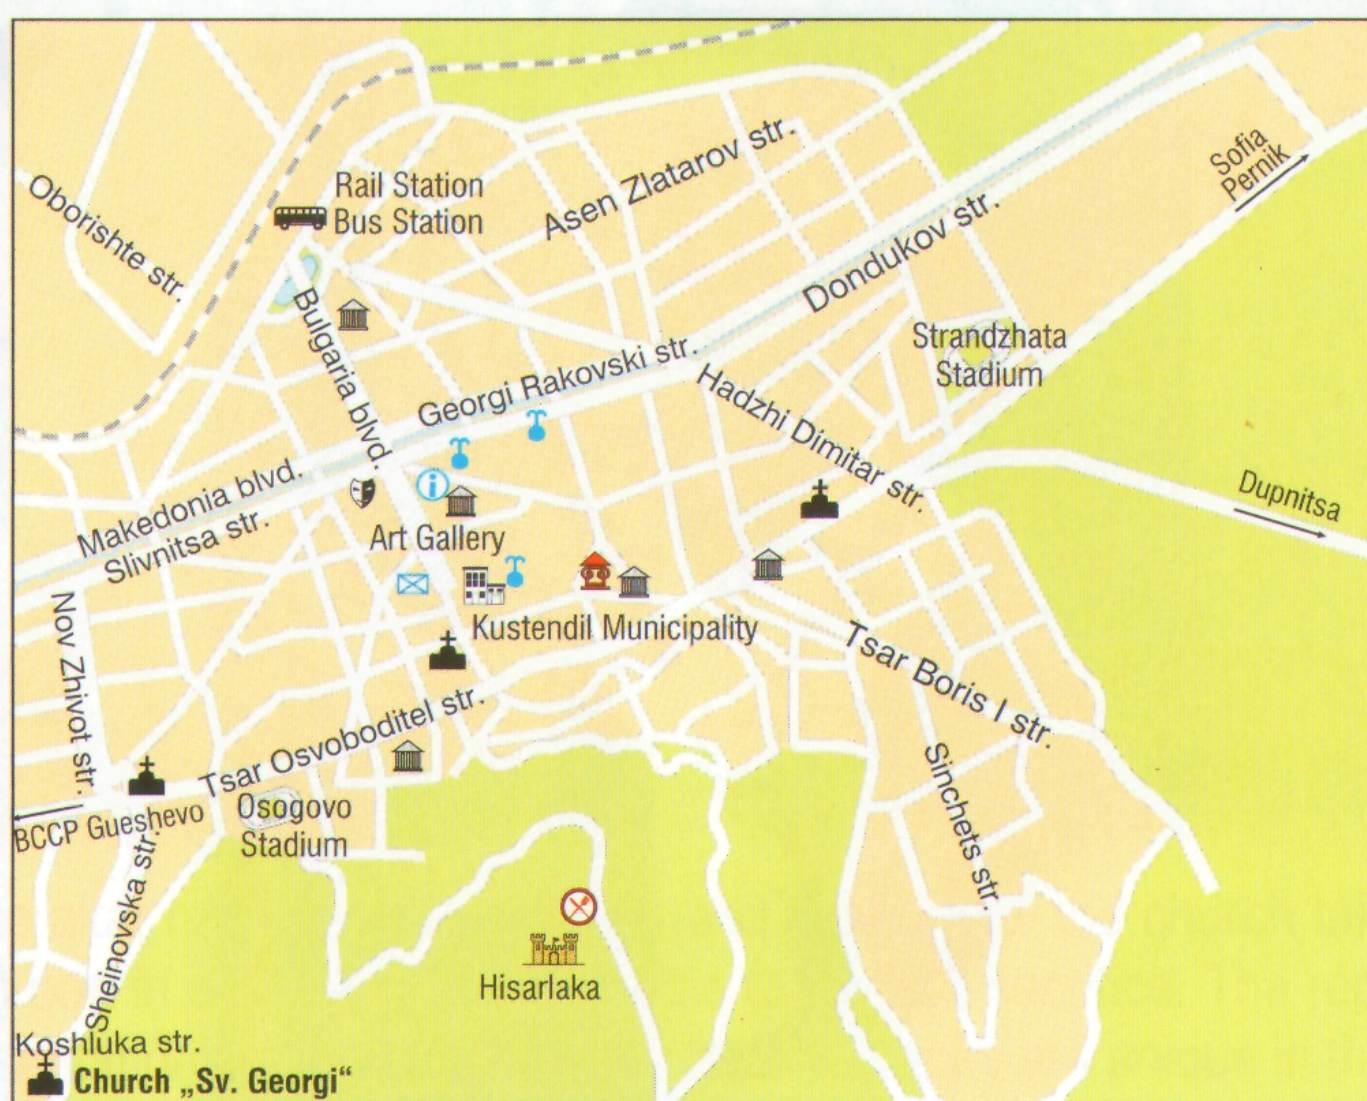 Sofia
Pernik
Asen Zlatarov str.
Rail Station
Bus Station
Oborishte str.
Dondukov str.
Bulgaria blvd.
Strandzhata
Stadium
Georgi Rakovski str.
Hadzhi Dimitar str.
Makedonia blvd.
Slivnitsa str.
Dupnitsa
i
Art Gallery
Nov Zhivot str.
Kustendil Municipality
Tsar Boris I str.
Tsar Osvoboditel str.
Sinchets str.
BCCP Gueshevo
Osogovo
Stadium
Sheinovska str.
Hisarlaka
Koshluka str.
Church „Sv. Georgi“